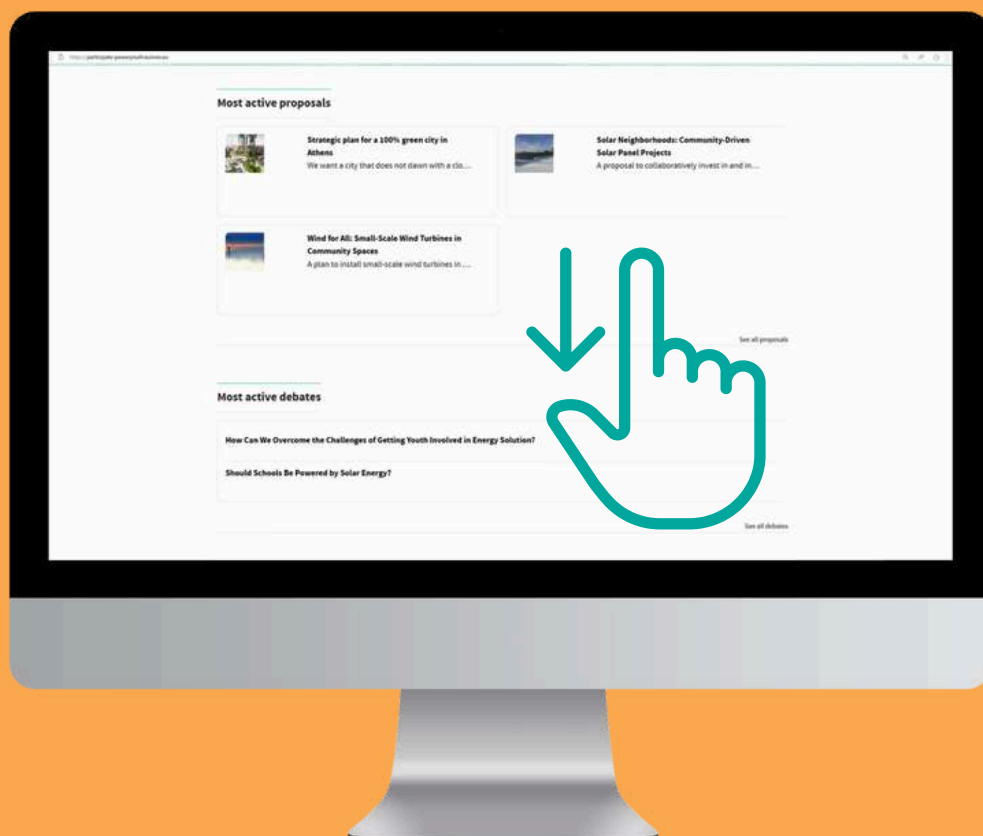 Most active proposals
Strategic plan for a 100% green city in
Athens
We want a city that does not dawn with a clo...
Solar Neighborhoods: Community-Driven
Solar Panel Projects
A proposal to collaboratively invest in and in...
Wind for All: Small-Scale Wind Turbines in
Community Spaces
A plan to install small-scale wind turbines in ...
See all proposals
Most active debates
How Can We Overcome the Challenges of Getting Youth Involved in Energy Solution?
Should Schools Be Powered by Solar Energy?
See all debates